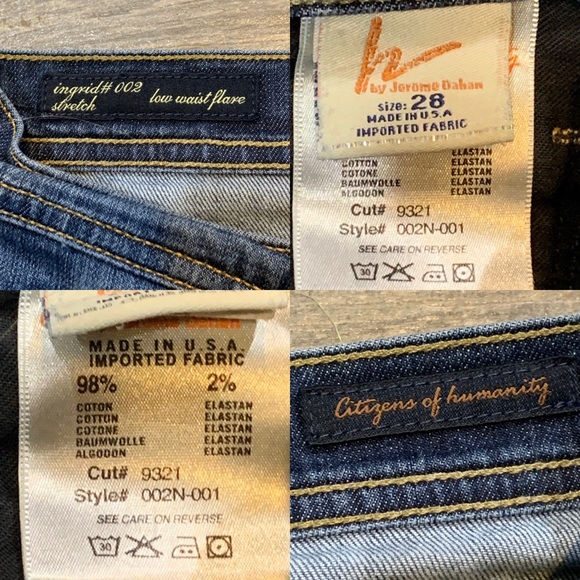 ingrid# 002
stretch low waist flare
by Jerome Dahan
SIZE: 28
MADE IN U.S.A
IMPORTED FABRIC
COTTON ELASTAN
COTONE ELASTAN
BAUMWOLLE ELASTAN
ALGODON ELASTAN
Cut# 9321
Style# 002N-001
SEE CARE ON REVERSE
30
by Jerome Dahan
MADE IN U.S.A.
IMPORTED FABRIC
98% 2%
COTON ELASTAN
COTTON ELASTAN
COTONE ELASTAN
BAUMWOLLE ELASTAN
ALGODON ELASTAN
Cut# 9321
Style# 002N-001
SEE CARE ON REVERSE
30
Citizens of humanity